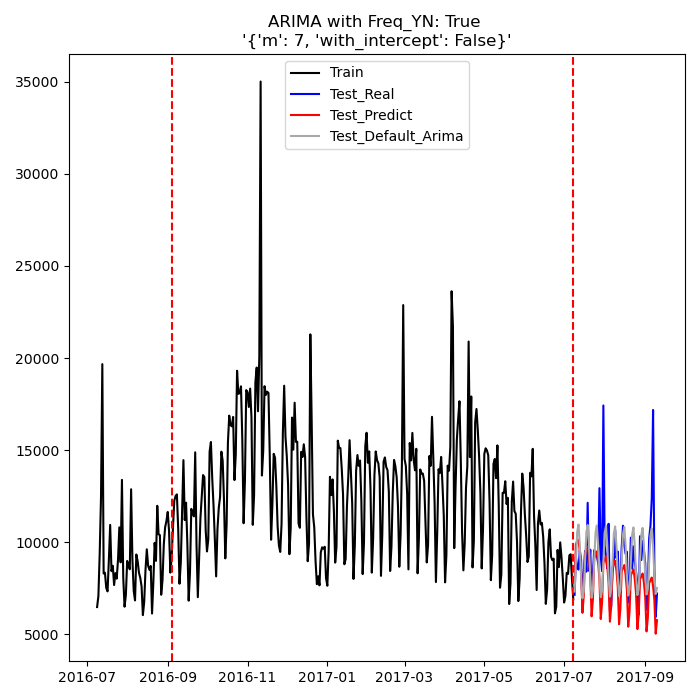 ARIMA with Freq_YN: True
'{'m': 7, 'with_intercept': False}'
Train
Test_Real
Test_Predict
Test_Default_Arima
35000
30000
25000
20000
15000
10000
5000
2016-07 2016-09 2016-11 2017-01 2017-03 2017-05 2017-07 2017-09